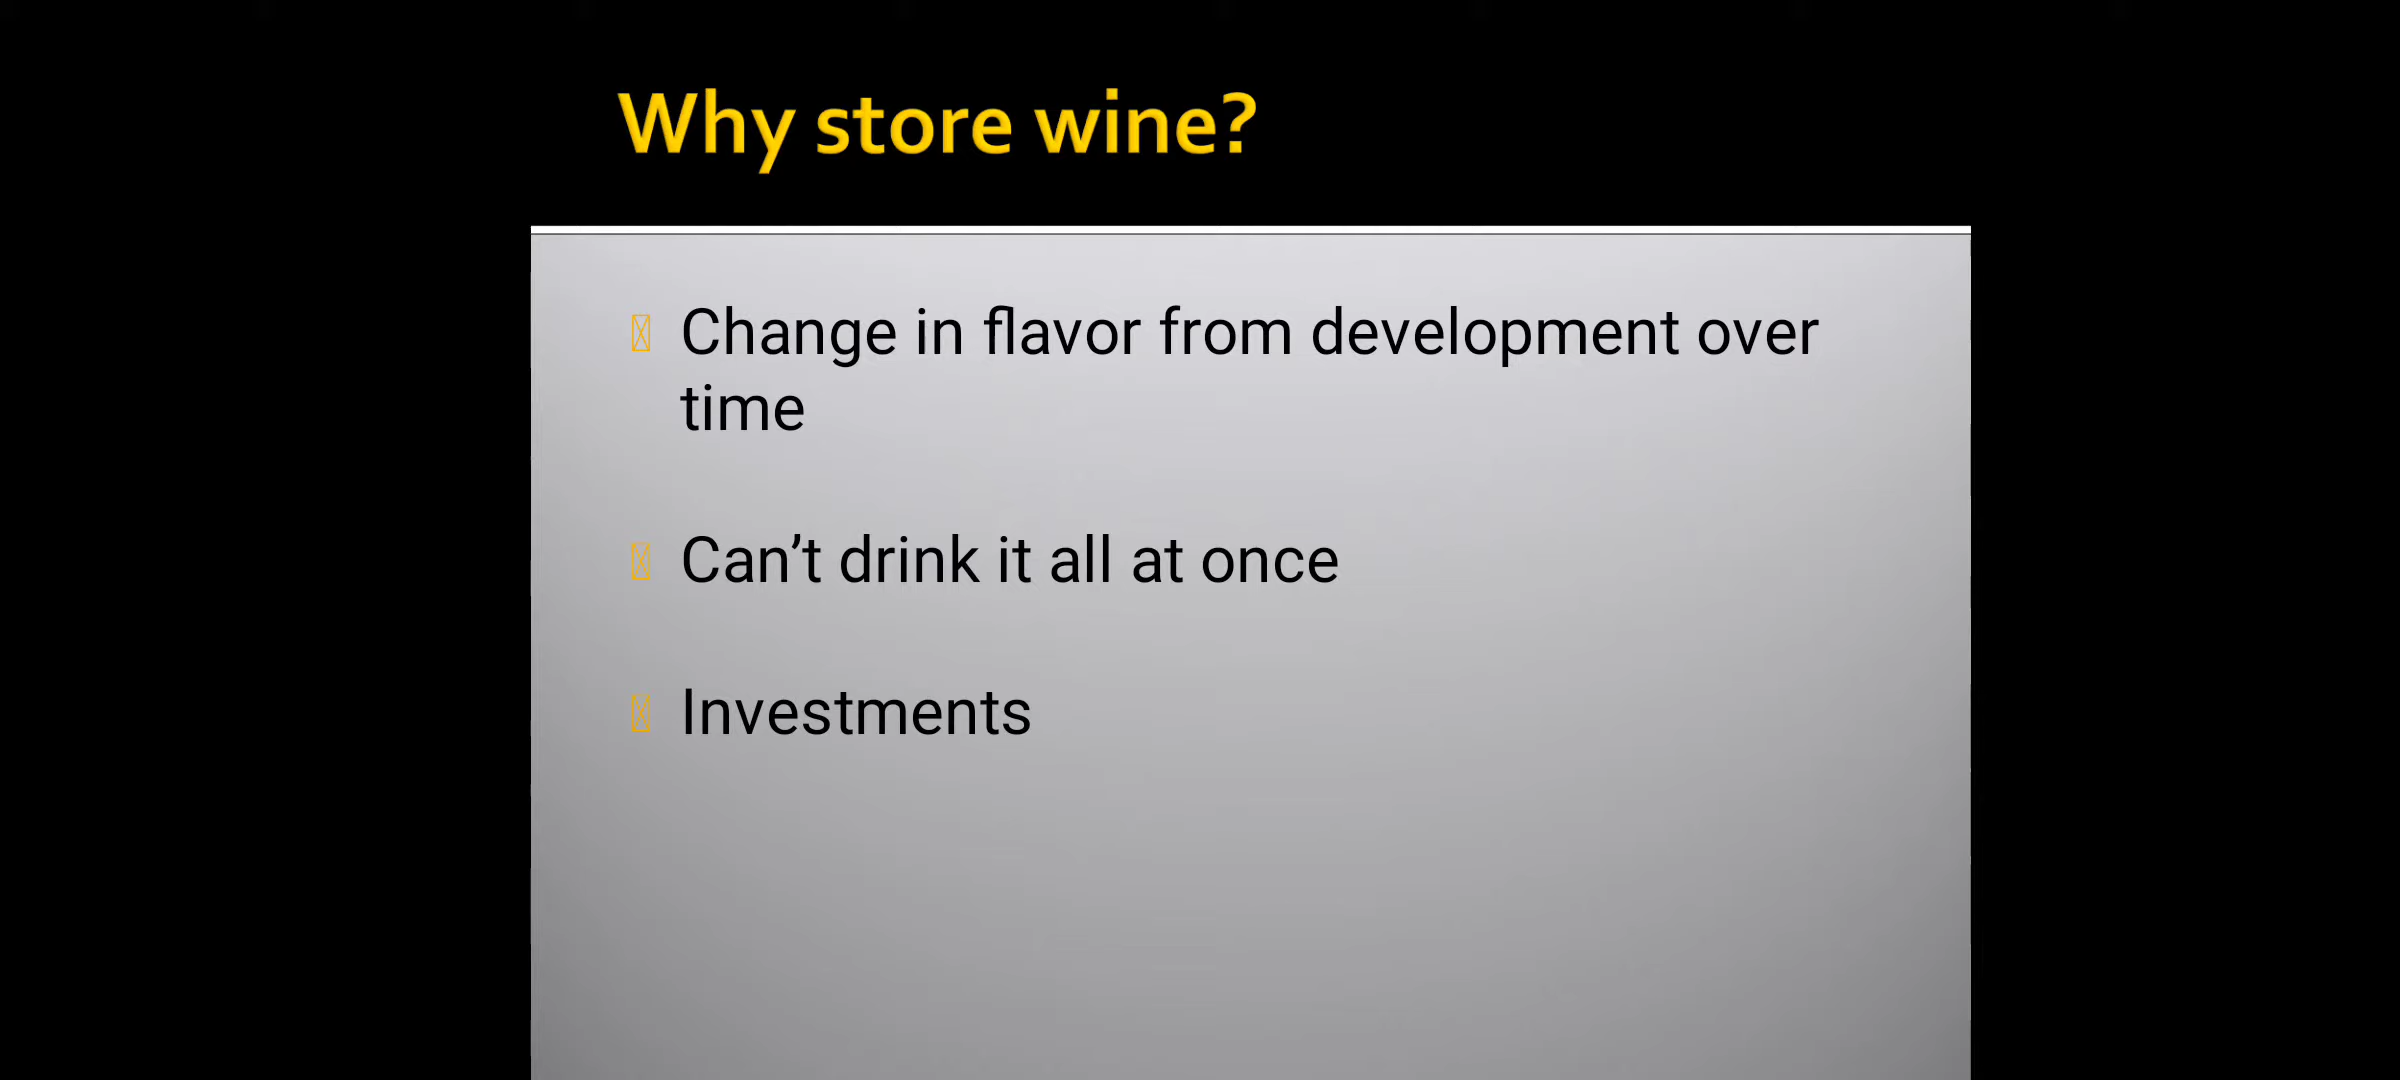 Why store wine?
Change in flavor from development over
time
Can’t drink it all at once
Investments